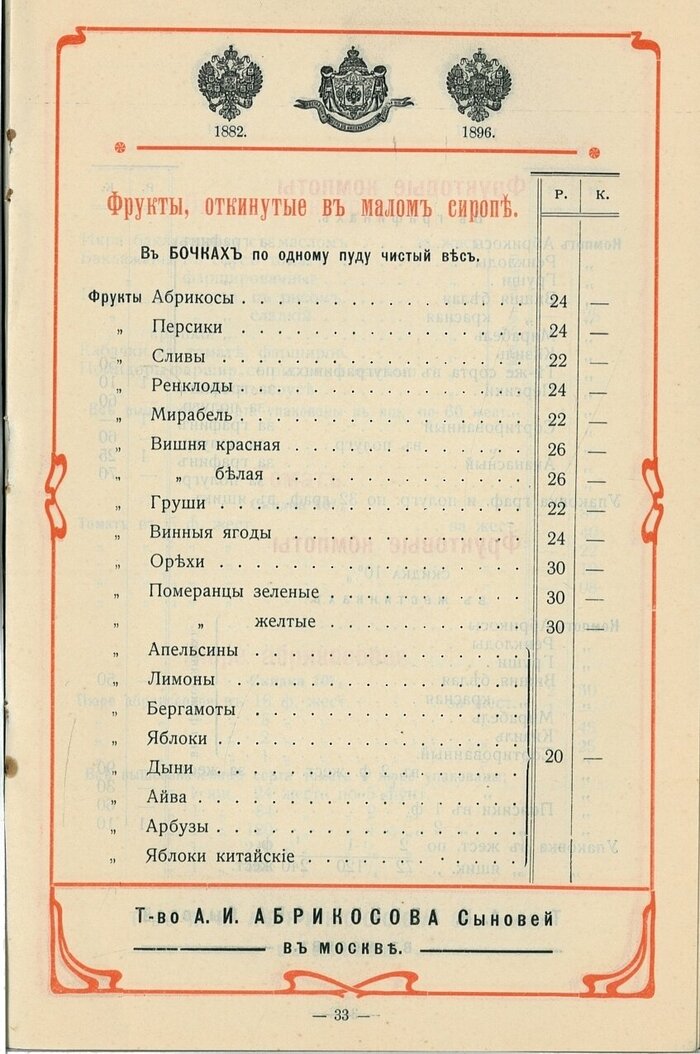 1882. 1896.
Р. К.
Фрукты, откинутые въ маломъ сиропѣ.
Въ БОЧКАХЪ по одному пуду чистый вѣсъ.
Фрукты Абрикосы . . . . . . . . . . 24 —
„ Персики . . . . . . . . . . 24 —
„ Сливы . . . . . . . . . . 22 —
„ Ренклоды . . . . . . . . . . 24 —
„ Мирабель . . . . . . . . . . 22 —
„ Вишня красная . . . . . . . . 26 —
„ „ бѣлая . . . . . . . . 26 —
„ Груши . . . . . . . . . . 22 —
„ Винныя ягоды . . . . . . . . 24 —
„ Орѣхи . . . . . . . . . . 30 —
„ Померанцы зеленые . . . . . . . 30 —
„ „ желтые . . . . . . . 30 —
„ Апельсины . . . . . . . . . .
„ Лимоны . . . . . . . . . .
„ Бергамоты . . . . . . . . . .
„ Яблоки . . . . . . . . . .
20 —
„ Дыни . . . . . . . . . .
„ Айва . . . . . . . . . .
„ Арбузы . . . . . . . . . .
„ Яблоки китайскіе . . . . . . . .
Т-во А. И. АБРИКОСОВА Сыновей
ВЪ МОСКВѢ.
— 33 —